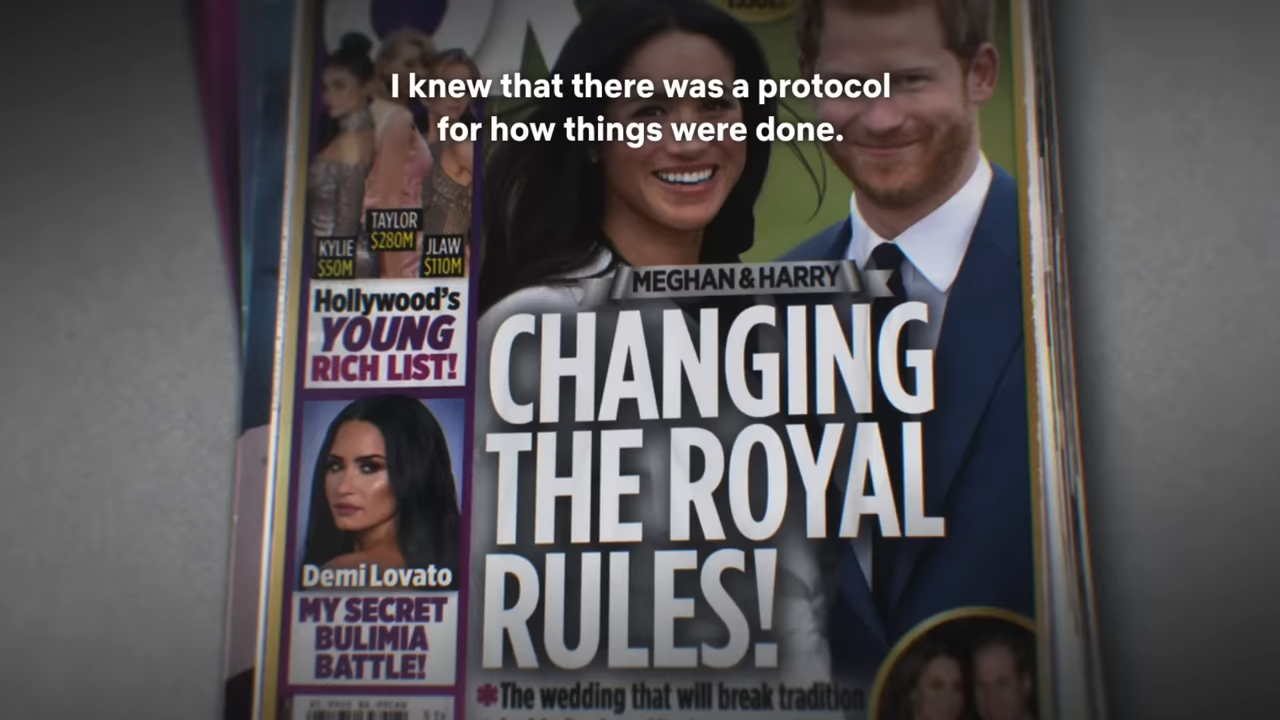 I knew that there was a protocol
for how things were done.
TAYLOR
$280M
KYLIE
$50M
JLAW
$110M
Hollywood's
YOUNG
RICH LIST!
Demi Lovato
MY SECRET
BULIMIA
BATTLE!
MEGHAN & HARRY
CHANGING
THE ROYAL
RULES!
*The wedding that will break tradition